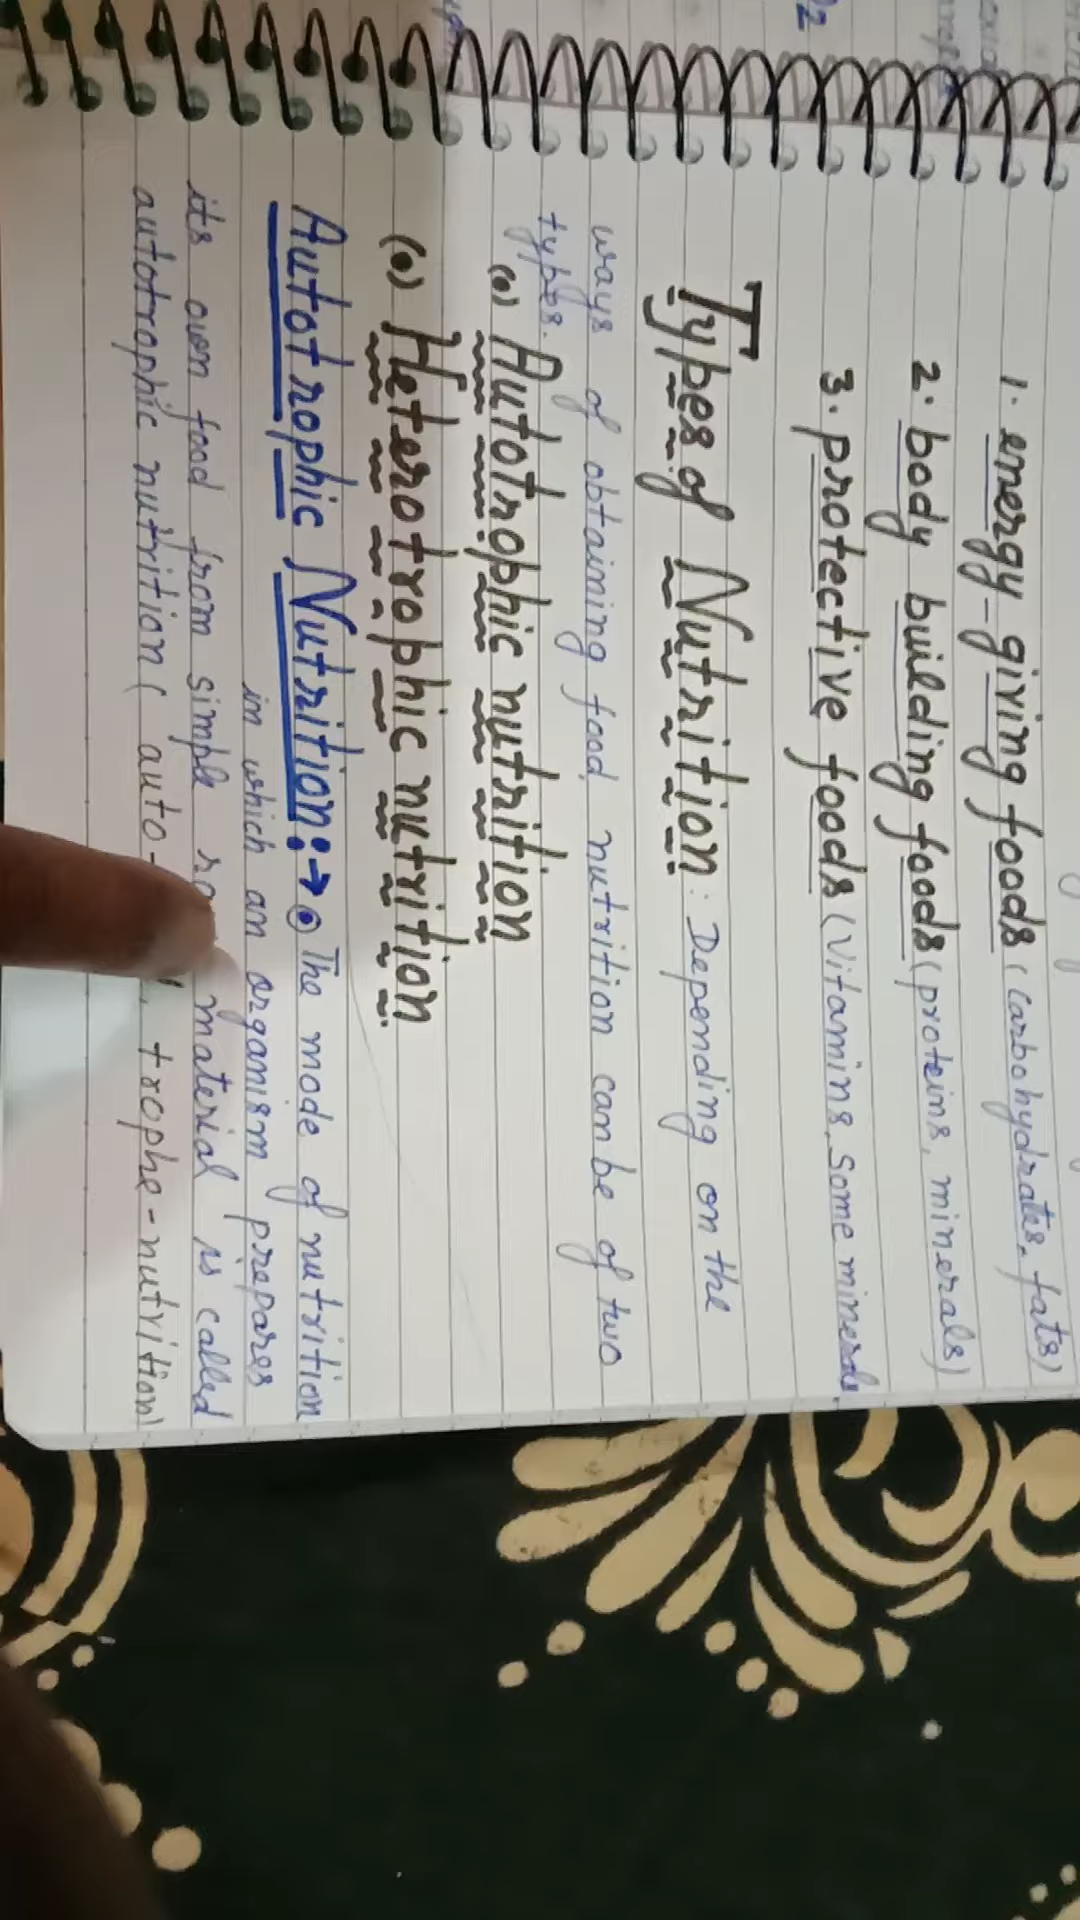 1. energy-giving foods (carbohydrates, fats)
2. body building foods (proteins, minerals)
3. protective foods (Vitamins, Some minerals
Types of Nutrition: Depending on the
ways of obtaining food, nutrition can be of two
types.
(•) Autotrophic nutrition
(•) Heterotrophic nutrition
Autotrophic Nutrition:→ ⊙ The mode of nutrition
in which an organism prepares
its own food from simple material is called
autotrophic nutrition ( auto- , trophe-nutrition)